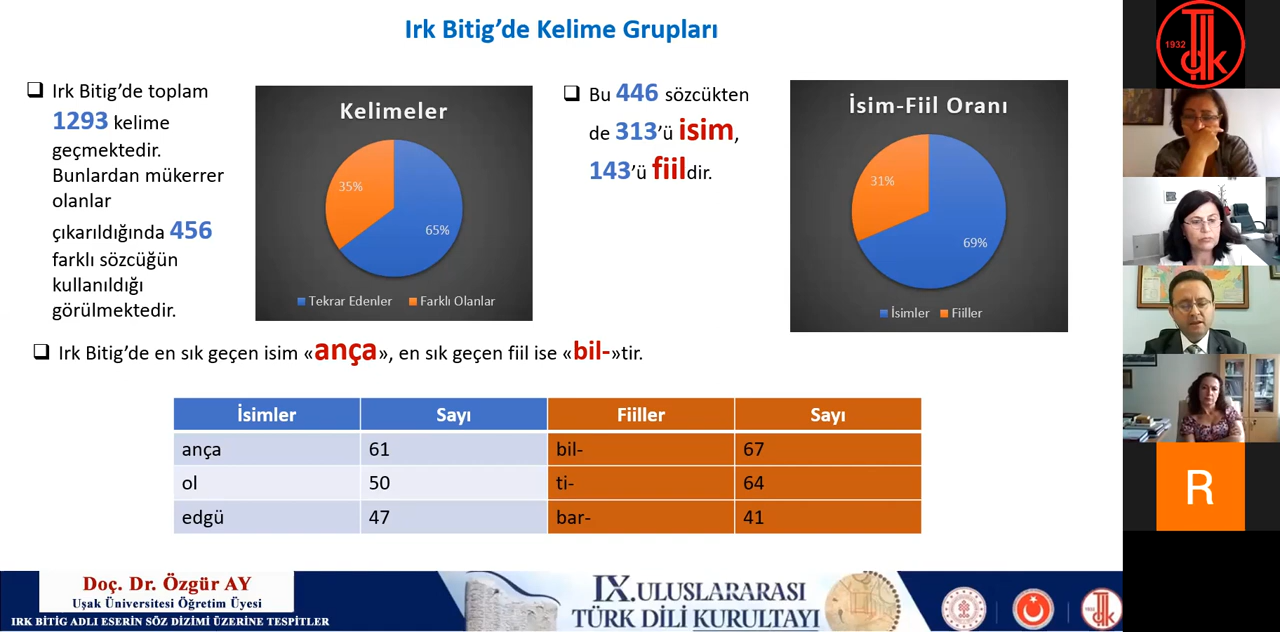 Irk Bitig’de Kelime Grupları
❑ Irk Bitig’de toplam
1293 kelime
geçmektedir.
Bunlardan mükerrer
olanlar
çıkarıldığında 456
farklı sözcüğün
kullanıldığı
görülmektedir.
Kelimeler
35%
65%
Tekrar Edenler Farklı Olanlar
❑ Bu 446 sözcükten
de 313’ü isim,
143’ü fiildir.
İsim-Fiil Oranı
31%
69%
İsimler Fiiller
❑ Irk Bitig’de en sık geçen isim «ança», en sık geçen fiil ise «bil-»tir.
İsimler Sayı Fiiller Sayı
ança 61 bil- 67
ol 50 ti- 64
edgü 47 bar- 41
Doç. Dr. Özgür AY
Uşak Üniversitesi Öğretim Üyesi
IRK BİTİG ADLI ESERİN SÖZ DİZİMİ ÜZERİNE TESPİTLER
IX.ULUSLARARASI
TÜRK DİLİ KURULTAYI
1932
R